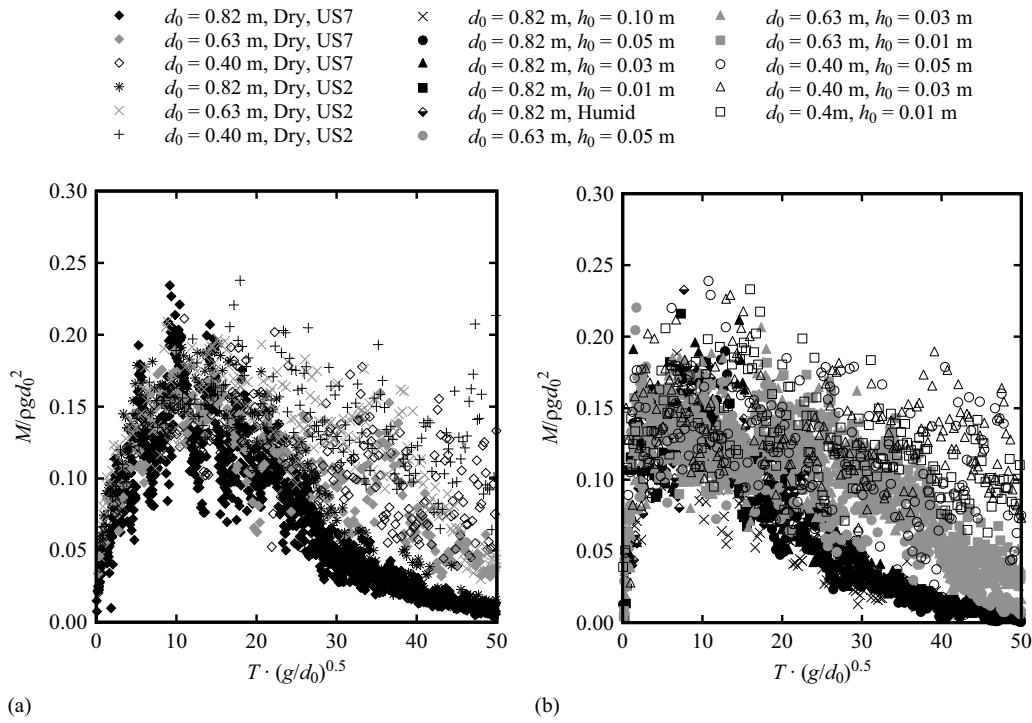 d0 = 0.82 m, Dry, US7
d0 = 0.63 m, Dry, US7
d0 = 0.40 m, Dry, US7
d0 = 0.82 m, Dry, US2
d0 = 0.63 m, Dry, US2
d0 = 0.40 m, Dry, US2
d0 = 0.82 m, h0 = 0.10 m
d0 = 0.82 m, h0 = 0.05 m
d0 = 0.82 m, h0 = 0.03 m
d0 = 0.82 m, h0 = 0.01 m
d0 = 0.82 m, Humid
d0 = 0.63 m, h0 = 0.05 m
d0 = 0.63 m, h0 = 0.03 m
d0 = 0.63 m, h0 = 0.01 m
d0 = 0.40 m, h0 = 0.05 m
d0 = 0.40 m, h0 = 0.03 m
d0 = 0.4m, h0 = 0.01 m
0.30
0.25
0.20
0.15
0.10
0.05
0.00
M/ρgd0²
0 10 20 30 40 50
T · (g/d0)^0.5
(a)
0.30
0.25
0.20
0.15
0.10
0.05
0.00
M/ρgd0²
0 10 20 30 40 50
T · (g/d0)^0.5
(b)